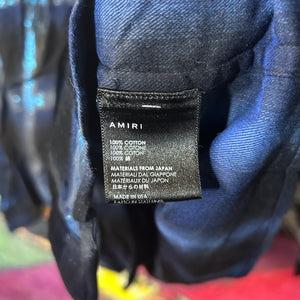 AMIRI
100% COTTON
100% COTONE
100% COTON
100% 綿
MATERIALS FROM JAPAN
MATERIALI DAL GIAPPONE
MATÉRIAUX DU JAPON
日本からの材料
MADE IN USA